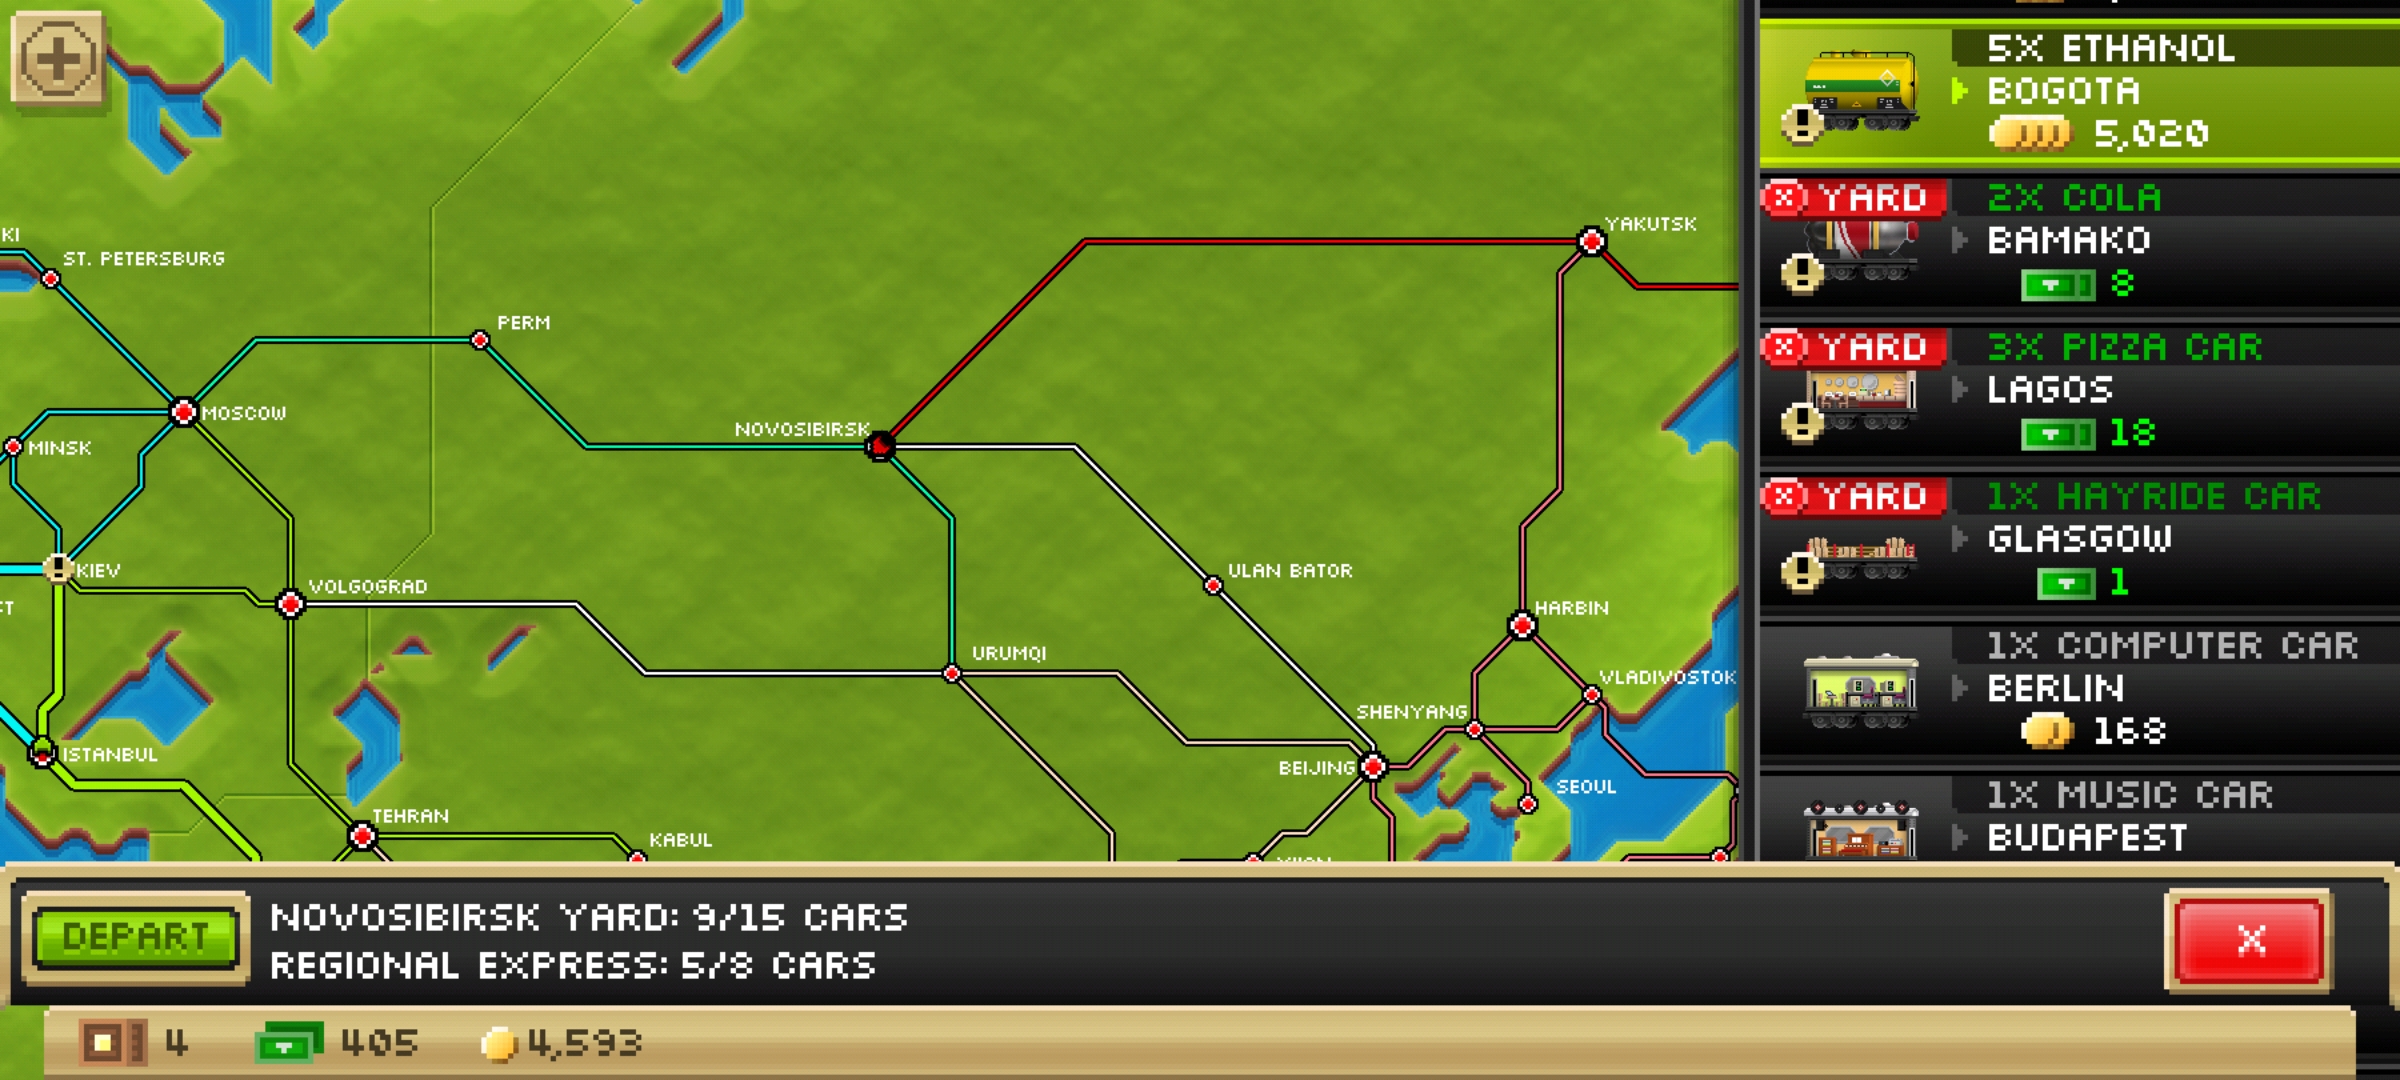 KI
ST. PETERSBURG
YAKUTSK
PERM
MOSCOW
NOVOSIBIRSK
MINSK
KIEV
ULAN BATOR
VOLGOGRAD
HARBIN
URUMQI
VLADIVOSTOK
SHENYANG
ISTANBUL
BEIJING
SEOUL
TEHRAN
KABUL
5X ETHANOL
BOGOTA
5,020
YARD
2X COLA
BAMAKO
8
YARD
3X PIZZA CAR
LAGOS
18
YARD
1X HAYRIDE CAR
GLASGOW
1
1X COMPUTER CAR
BERLIN
168
1X MUSIC CAR
BUDAPEST
DEPART
NOVOSIBIRSK YARD: 9/15 CARS
REGIONAL EXPRESS: 5/8 CARS
X
4
405
4,593